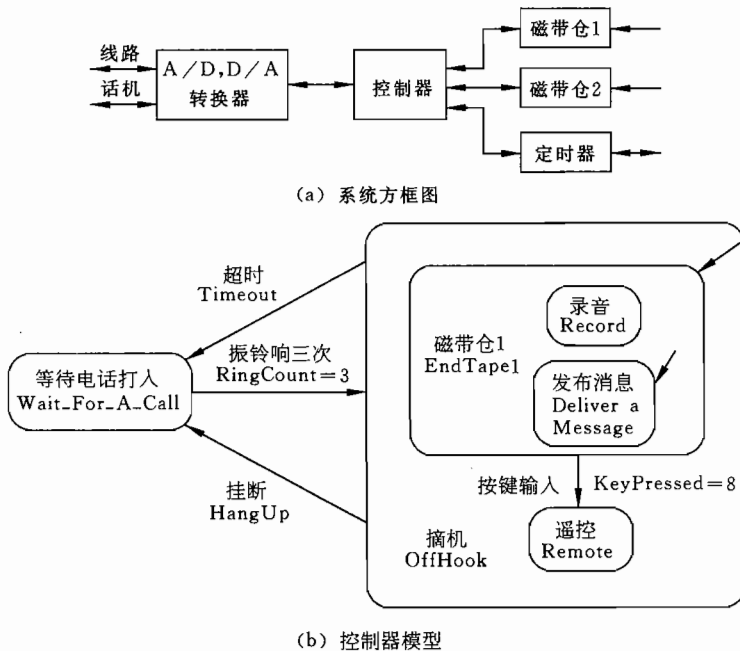 线路
话机
A/D,D/A
转换器
控制器
磁带仓1
磁带仓2
定时器
(a) 系统方框图
超时
Timeout
等待电话打入
Wait_For_A_Call
振铃响三次
RingCount=3
挂断
HangUp
磁带仓1
EndTape1
录音
Record
发布消息
Deliver a
Message
按键输入 KeyPressed=8
摘机
OffHook
遥控
Remote
(b) 控制器模型